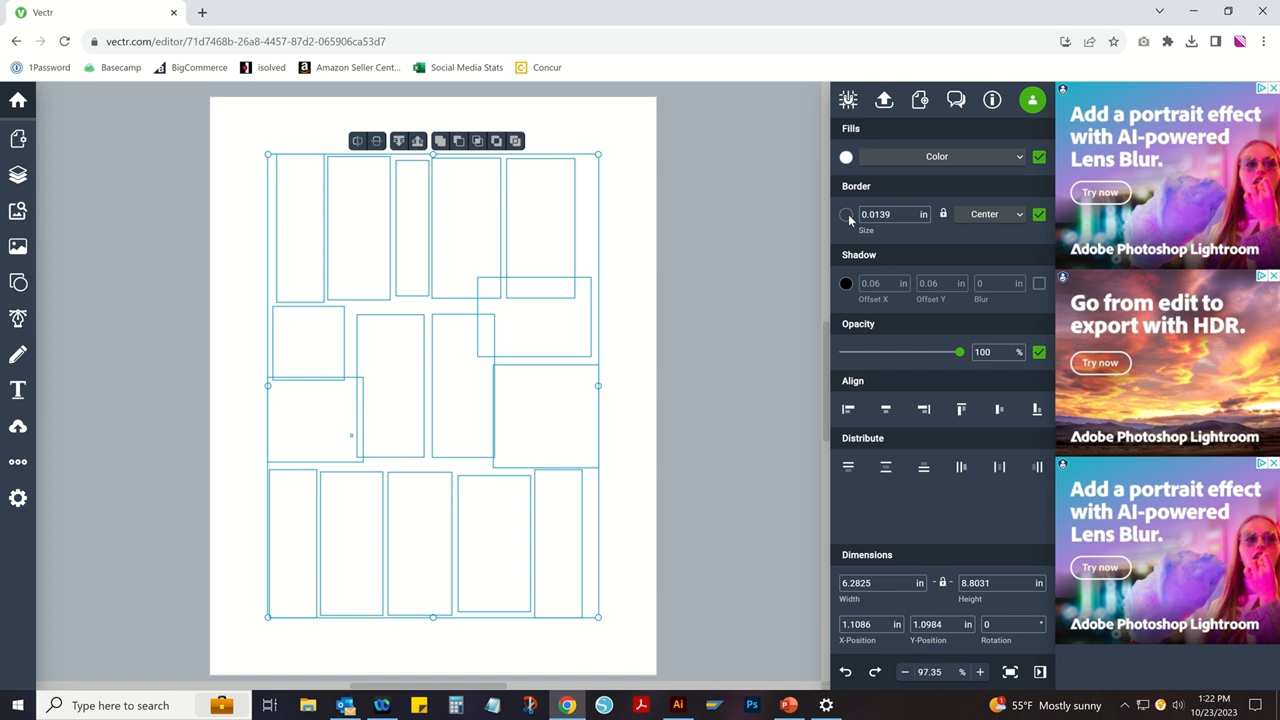 Vectr
vectr.com/editor/71d7468b-26a8-4457-87d2-065906ca53d7
1Password
Basecamp
BigCommerce
isolved
Amazon Seller Cent...
Social Media Stats
Concur
Fills
Color
Border
0.0139 in
Center
Size
Shadow
0.06 in
0.06 in
0 in
Offset X
Offset Y
Blur
Opacity
100 %
Align
Distribute
Dimensions
6.2825 in
8.8031 in
Width
Height
1.1086 in
1.0984 in
0 °
X-Position
Y-Position
Rotation
97.35 %
Add a portrait effect
with AI-powered
Lens Blur.
Try now
Adobe Photoshop Lightroom
Go from edit to
export with HDR.
Try now
Adobe Photoshop Lightroom
Add a portrait effect
with AI-powered
Lens Blur.
Try now
Adobe Photoshop Lightroom
Type here to search
Ai
Ps
55°F Mostly sunny
1:22 PM
10/23/2023